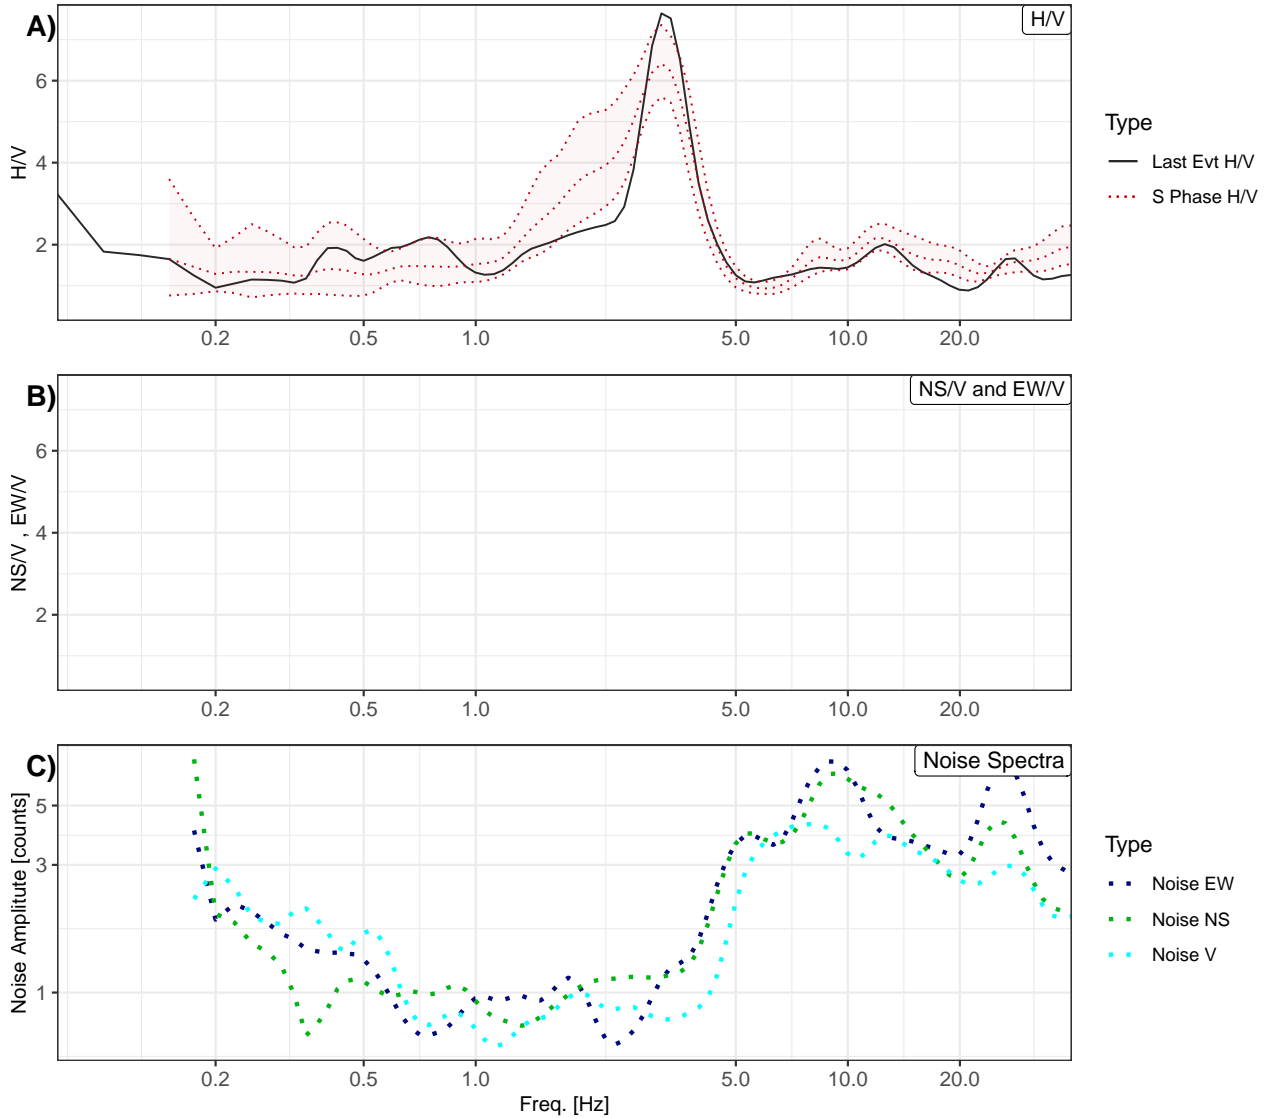 A)
H/V
H/V
6
4
2
0.2 0.5 1.0 5.0 10.0 20.0
Type
Last Evt H/V
S Phase H/V
B)
NS/V and EW/V
NS/V , EW/V
6
4
2
0.2 0.5 1.0 5.0 10.0 20.0
C)
Noise Spectra
Noise Amplitude [counts]
5
3
1
0.2 0.5 1.0 5.0 10.0 20.0
Freq. [Hz]
Type
Noise EW
Noise NS
Noise V